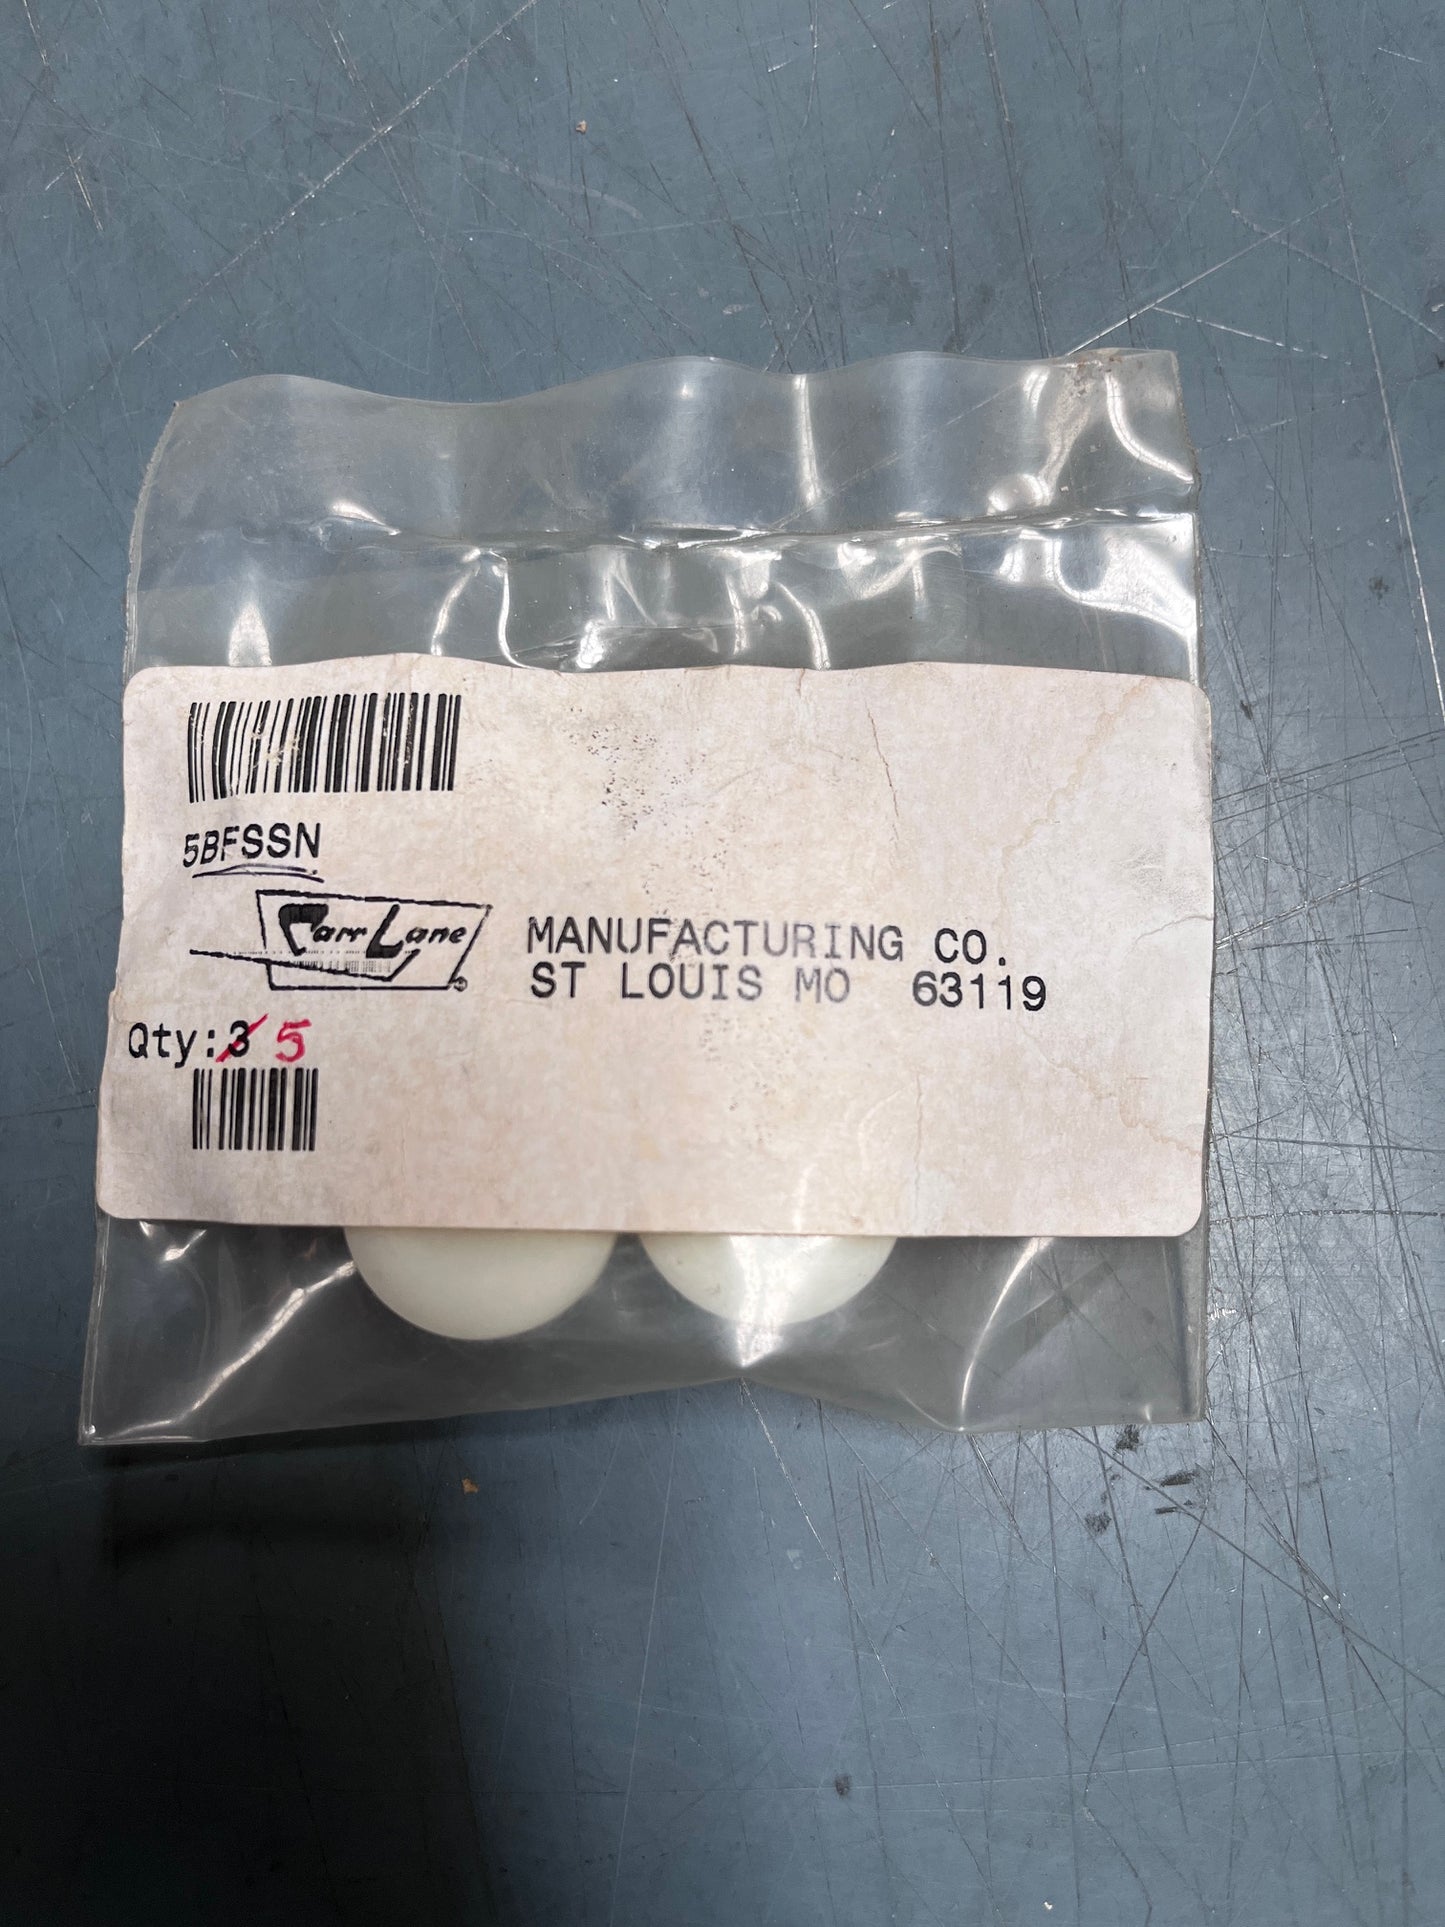 5BFSSN
Carr Lane ® MANUFACTURING CO.
ST LOUIS MO 63119
Qty:3 5